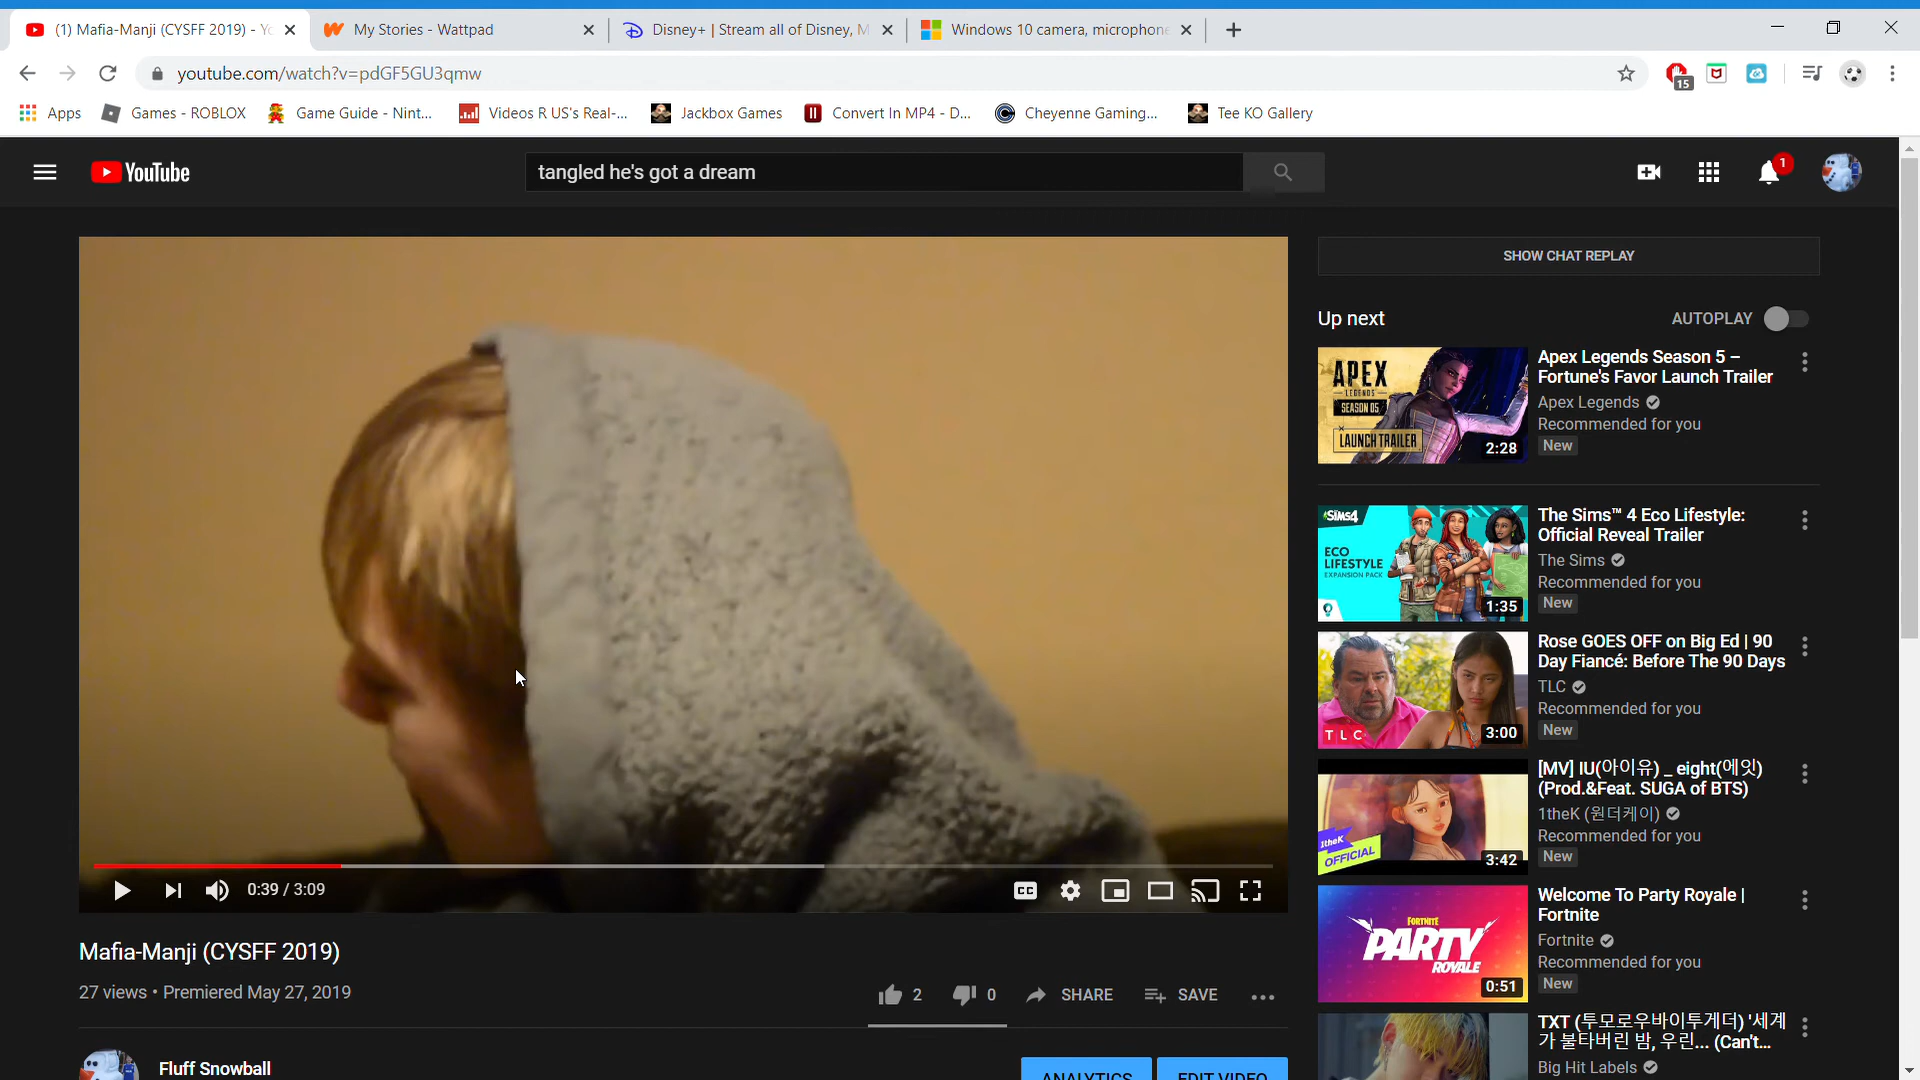 (1) Mafia-Manji (CYSFF 2019) - Yo
My Stories - Wattpad
Disney+ | Stream all of Disney, M
Windows 10 camera, microphone
youtube.com/watch?v=pdGF5GU3qmw
15
Apps
Games - ROBLOX
Game Guide - Nint...
Videos R US's Real-...
Jackbox Games
Convert In MP4 - D...
Cheyenne Gaming...
Tee KO Gallery
YouTube
tangled he's got a dream
1
SHOW CHAT REPLAY
Up next
AUTOPLAY
APEX
LEGENDS
SEASON 05
LAUNCH TRAILER
2:28
Apex Legends Season 5 –
Fortune's Favor Launch Trailer
Apex Legends
Recommended for you
New
SIMS4
ECO
LIFESTYLE
EXPANSION PACK
1:35
The Sims™ 4 Eco Lifestyle:
Official Reveal Trailer
The Sims
Recommended for you
New
TLC
3:00
Rose GOES OFF on Big Ed | 90
Day Fiancé: Before The 90 Days
TLC
Recommended for you
New
1theK
OFFICIAL
3:42
[MV] IU(아이유) _ eight(에잇)
(Prod.&Feat. SUGA of BTS)
1theK (원더케이)
Recommended for you
New
FORTNITE
PARTY
ROYALE
0:51
Welcome To Party Royale |
Fortnite
Fortnite
Recommended for you
New
TXT (투모로우바이투게더) '세계
가 불타버린 밤, 우린... (Can't...
Big Hit Labels
0:39 / 3:09
CC
Mafia-Manji (CYSFF 2019)
27 views • Premiered May 27, 2019
2
0
SHARE
SAVE
Fluff Snowball
ANALYTICS
EDIT VIDEO